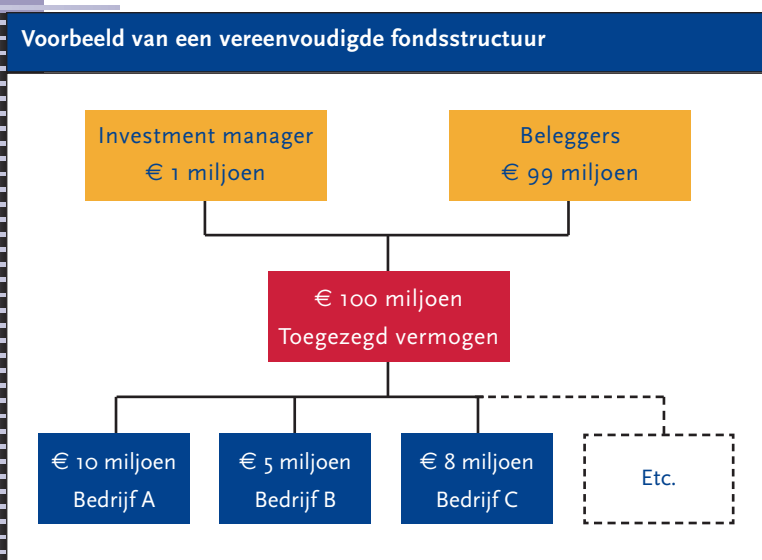 Voorbeeld van een vereenvoudigde fondsstructuur
Investment manager
€ 1 miljoen
Beleggers
€ 99 miljoen
€ 100 miljoen
Toegezegd vermogen
€ 10 miljoen
Bedrijf A
€ 5 miljoen
Bedrijf B
€ 8 miljoen
Bedrijf C
Etc.